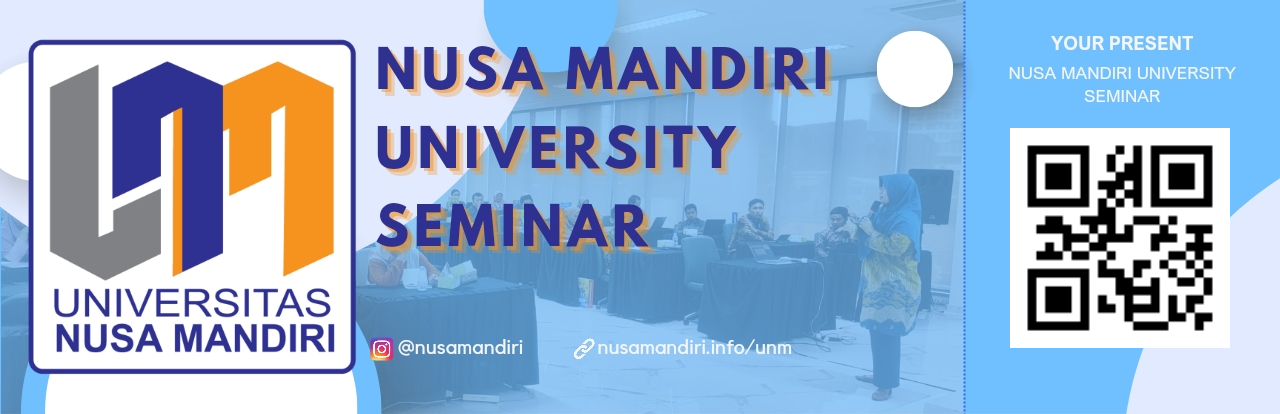 UNIVERSITAS
NUSA MANDIRI
NUSA MANDIRI
UNIVERSITY
SEMINAR
@nusamandiri
nusamandiri.info/unm
YOUR PRESENT
NUSA MANDIRI UNIVERSITY
SEMINAR